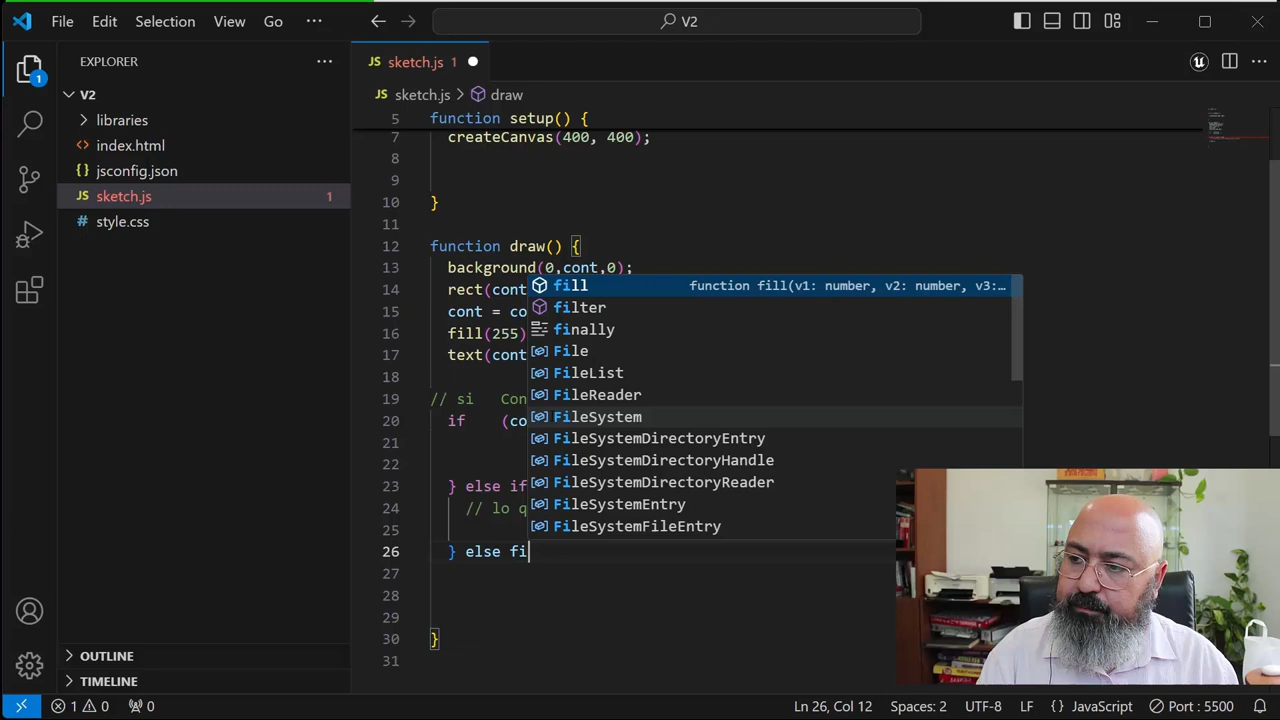 File Edit Selection View Go ··· V2
EXPLORER ···
V2
libraries
index.html
{} jsconfig.json
JS sketch.js 1
# style.css
OUTLINE
TIMELINE
1
JS sketch.js 1
JS sketch.js > draw
5 function setup() {
7 createCanvas(400, 400);
8
9
10 }
11
12 function draw() {
13 background(0,cont,0);
14 rect(cont
15 cont = co
16 fill(255)
17 text(cont
18
19 // si Con
20 if (co
21
22
23 } else if
24 // lo q
25
26 } else fi
27
28
29
30 }
31
fill function fill(v1: number, v2: number, v3:…
filter
finally
File
FileList
FileReader
FileSystem
FileSystemDirectoryEntry
FileSystemDirectoryHandle
FileSystemDirectoryReader
FileSystemEntry
FileSystemFileEntry
1 0 0 Ln 26, Col 12 Spaces: 2 UTF-8 LF {} JavaScript Port : 5500